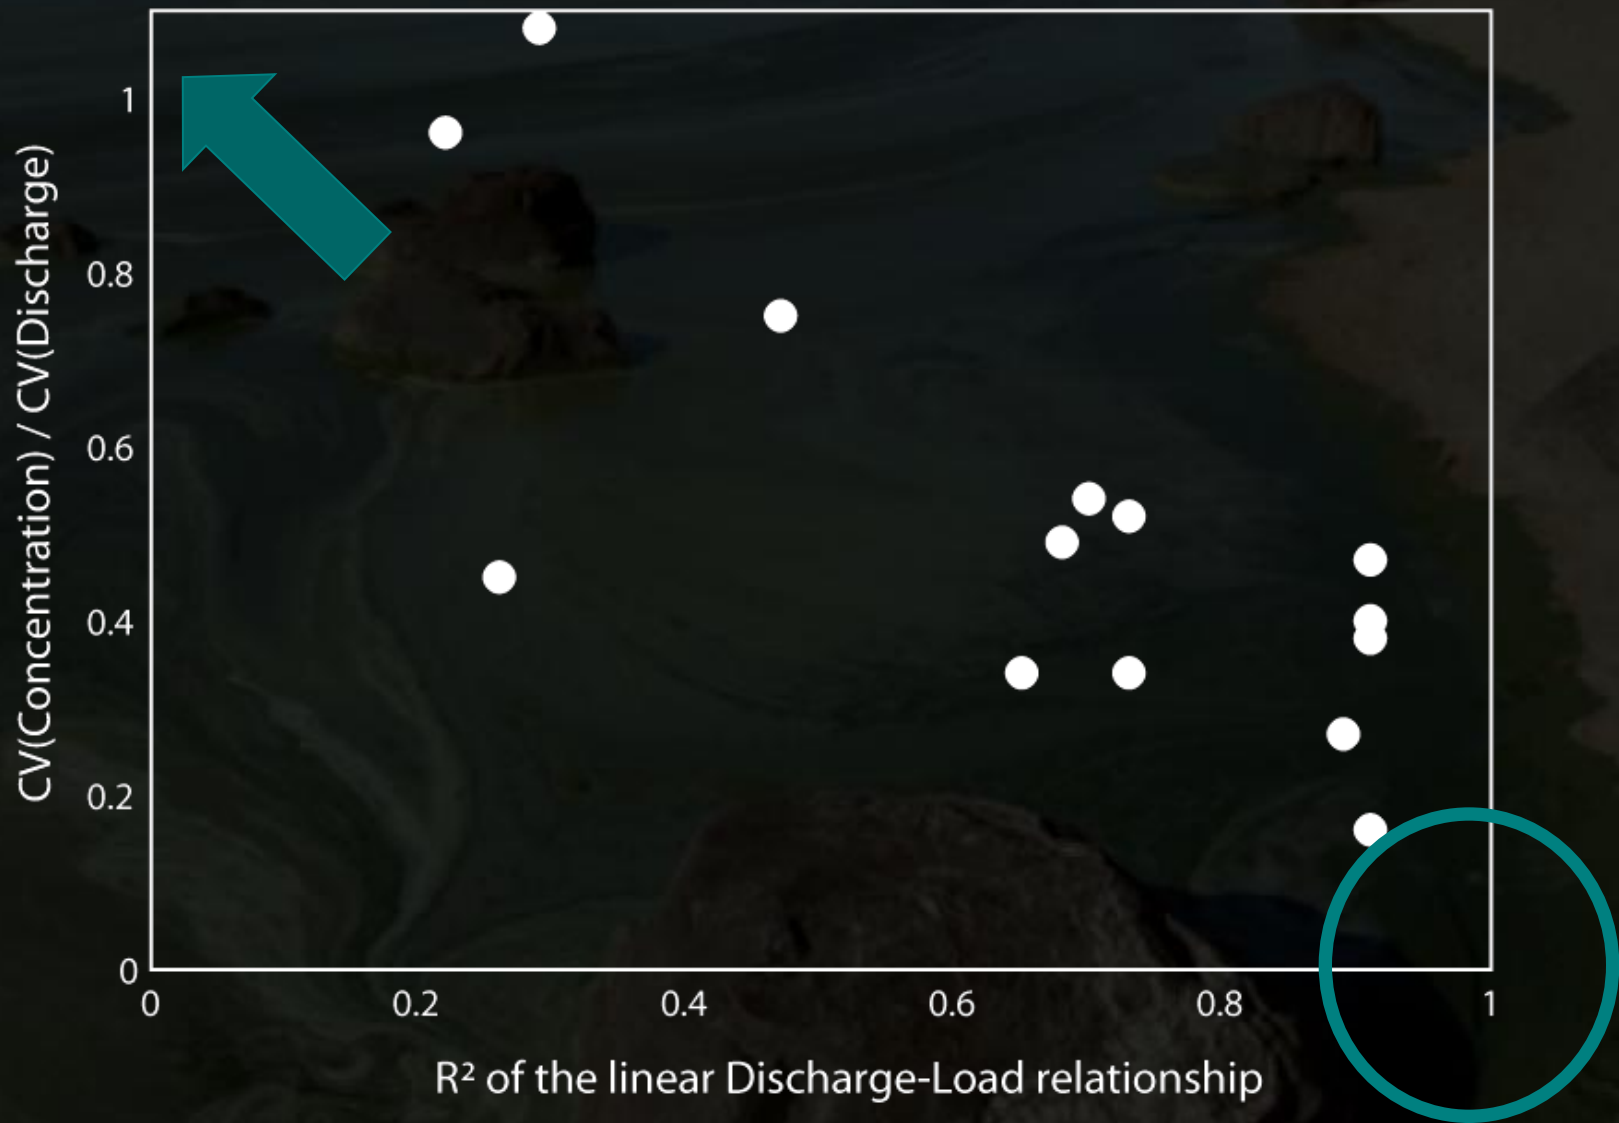 CV(Concentration) / CV(Discharge)
1
0.8
0.6
0.4
0.2
0
0 0.2 0.4 0.6 0.8 1
R² of the linear Discharge-Load relationship